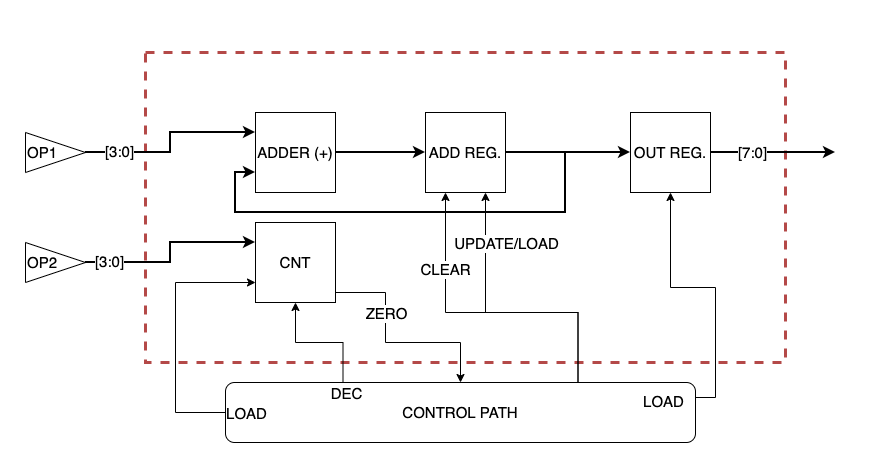 OP1
[3:0]
ADDER (+)
ADD REG.
OUT REG.
[7:0]
OP2
[3:0]
CNT
UPDATE/LOAD
CLEAR
ZERO
DEC
LOAD
CONTROL PATH
LOAD